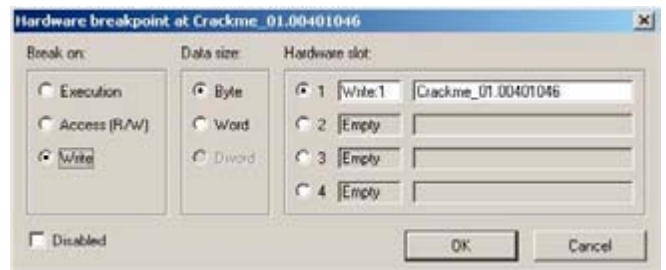 Hardware breakpoint at Crackme_01.00401046
Break on: Data size: Hardware slot:
Execution Byte 1 Write:1 Crackme_01.00401046
Access (R/W) Word 2 Empty
Write Dword 3 Empty
4 Empty
Disabled OK Cancel